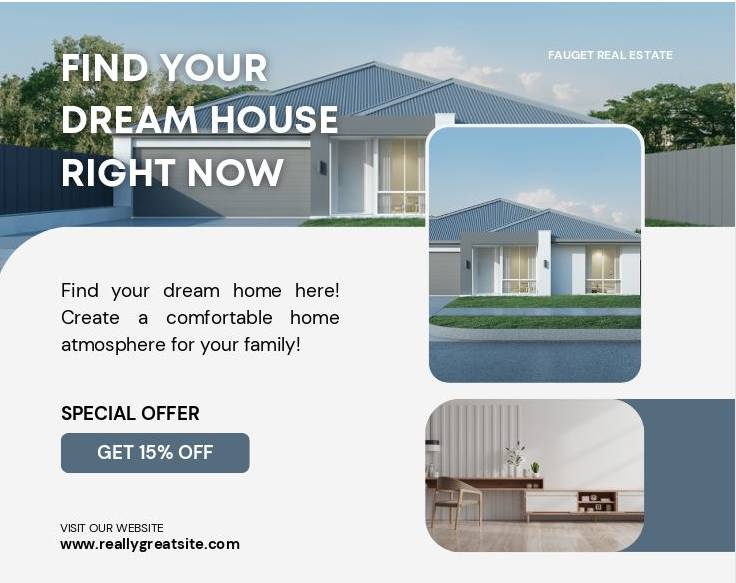 FAUGET REAL ESTATE
FIND YOUR
DREAM HOUSE
RIGHT NOW
Find your dream home here!
Create a comfortable home
atmosphere for your family!
SPECIAL OFFER
GET 15% OFF
VISIT OUR WEBSITE
www.reallygreatsite.com